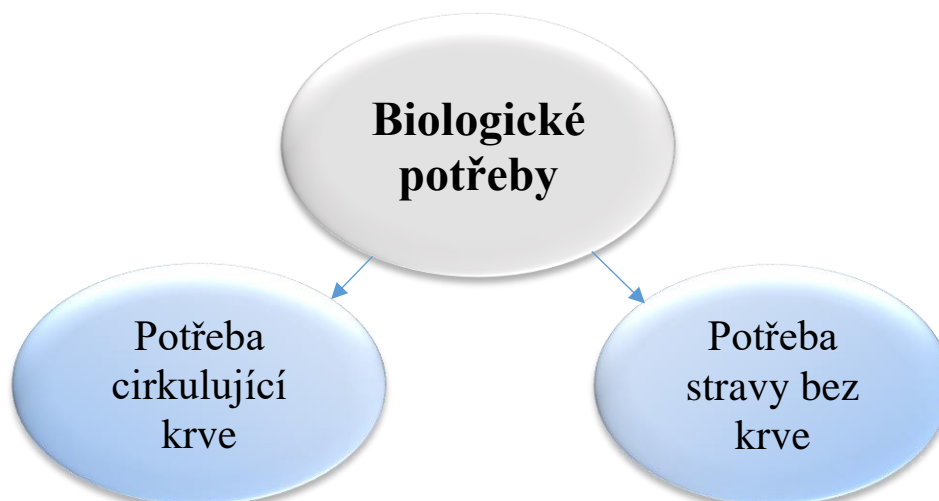 Biologické
potřeby
Potřeba
cirkulující
krve
Potřeba
stravy bez
krve